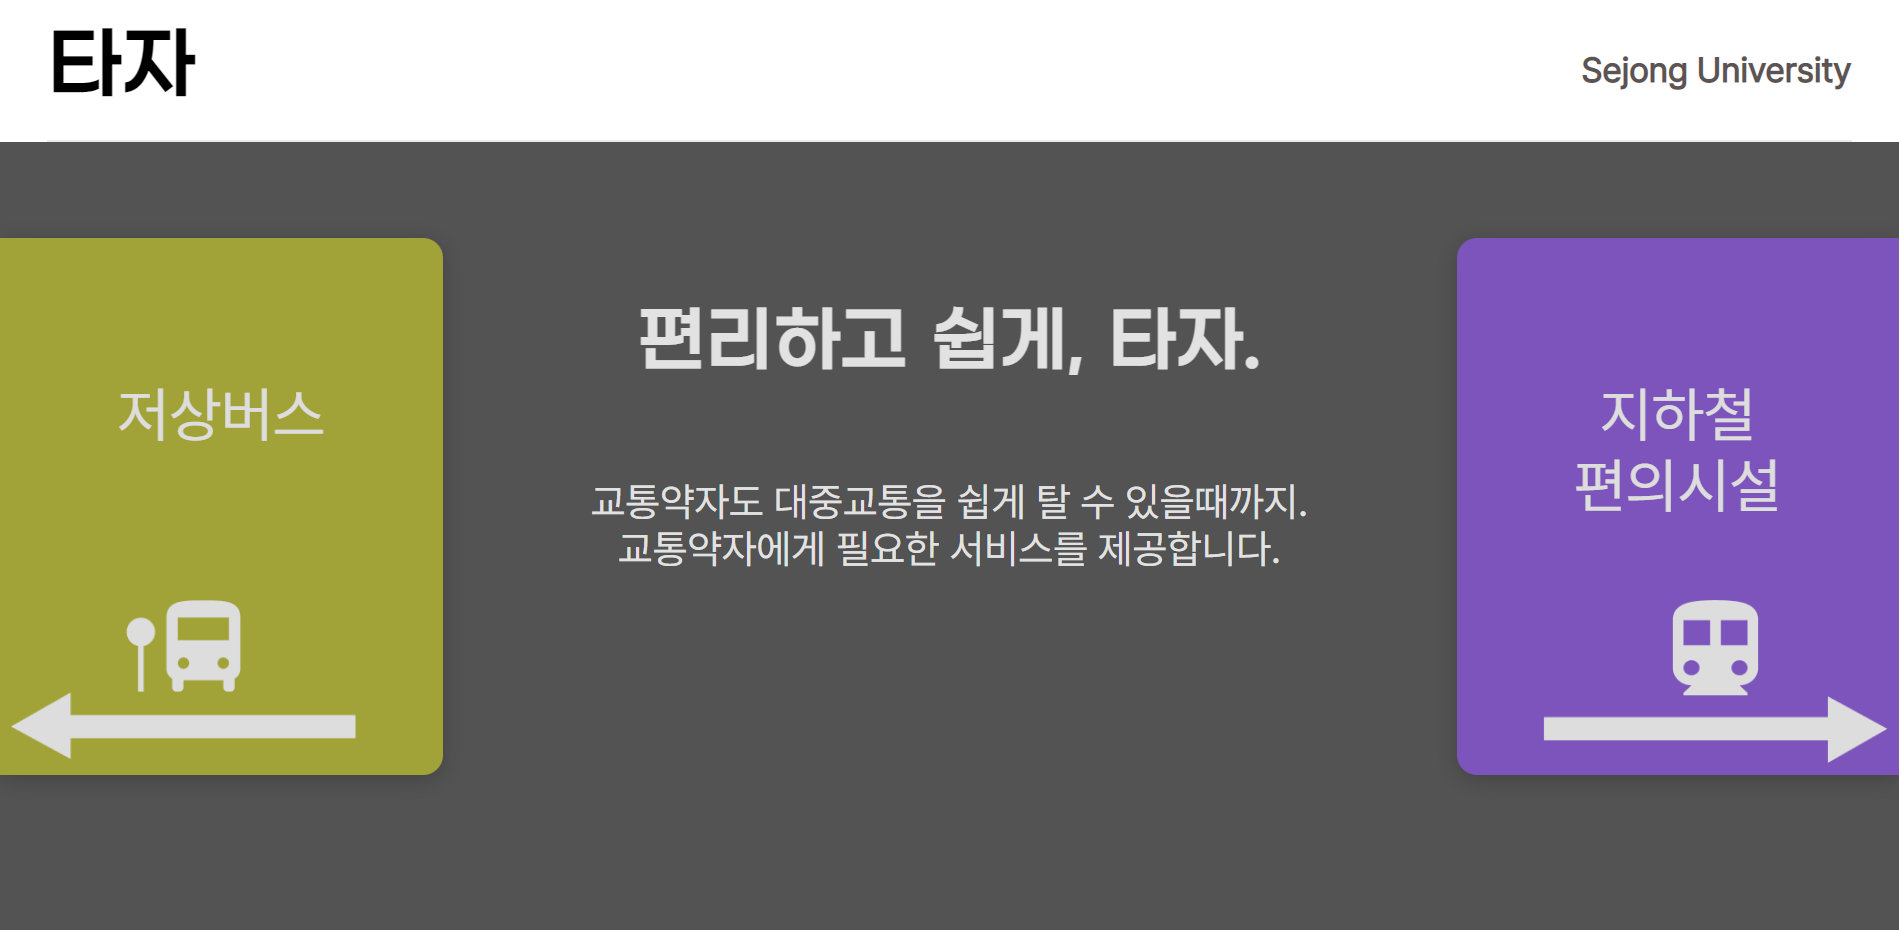 타자
Sejong University
편리하고 쉽게, 타자.
저상버스
지하철
편의시설
교통약자도 대중교통을 쉽게 탈 수 있을때까지.
교통약자에게 필요한 서비스를 제공합니다.